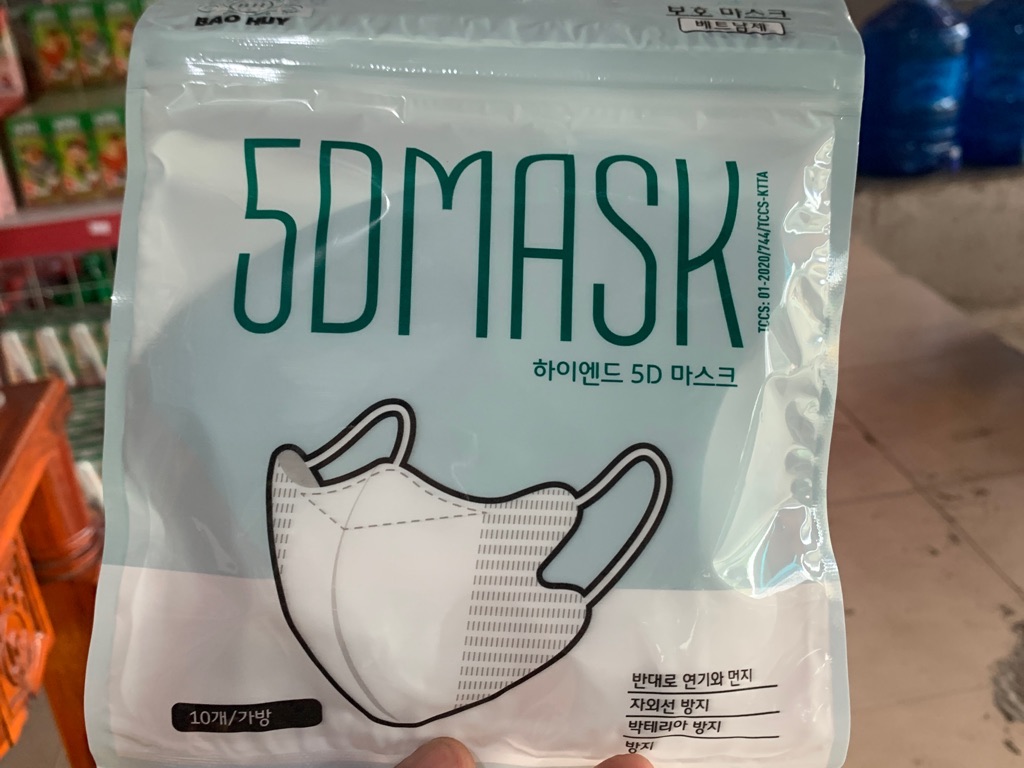 BAO HUY
보호 마스크
베트남제
5DMASK
TCCS: 01-2020/744/TCCS-KTTA
하이엔드 5D 마스크
10개/가방
반대로 연기와 먼지
자외선 방지
박테리아 방지
방지